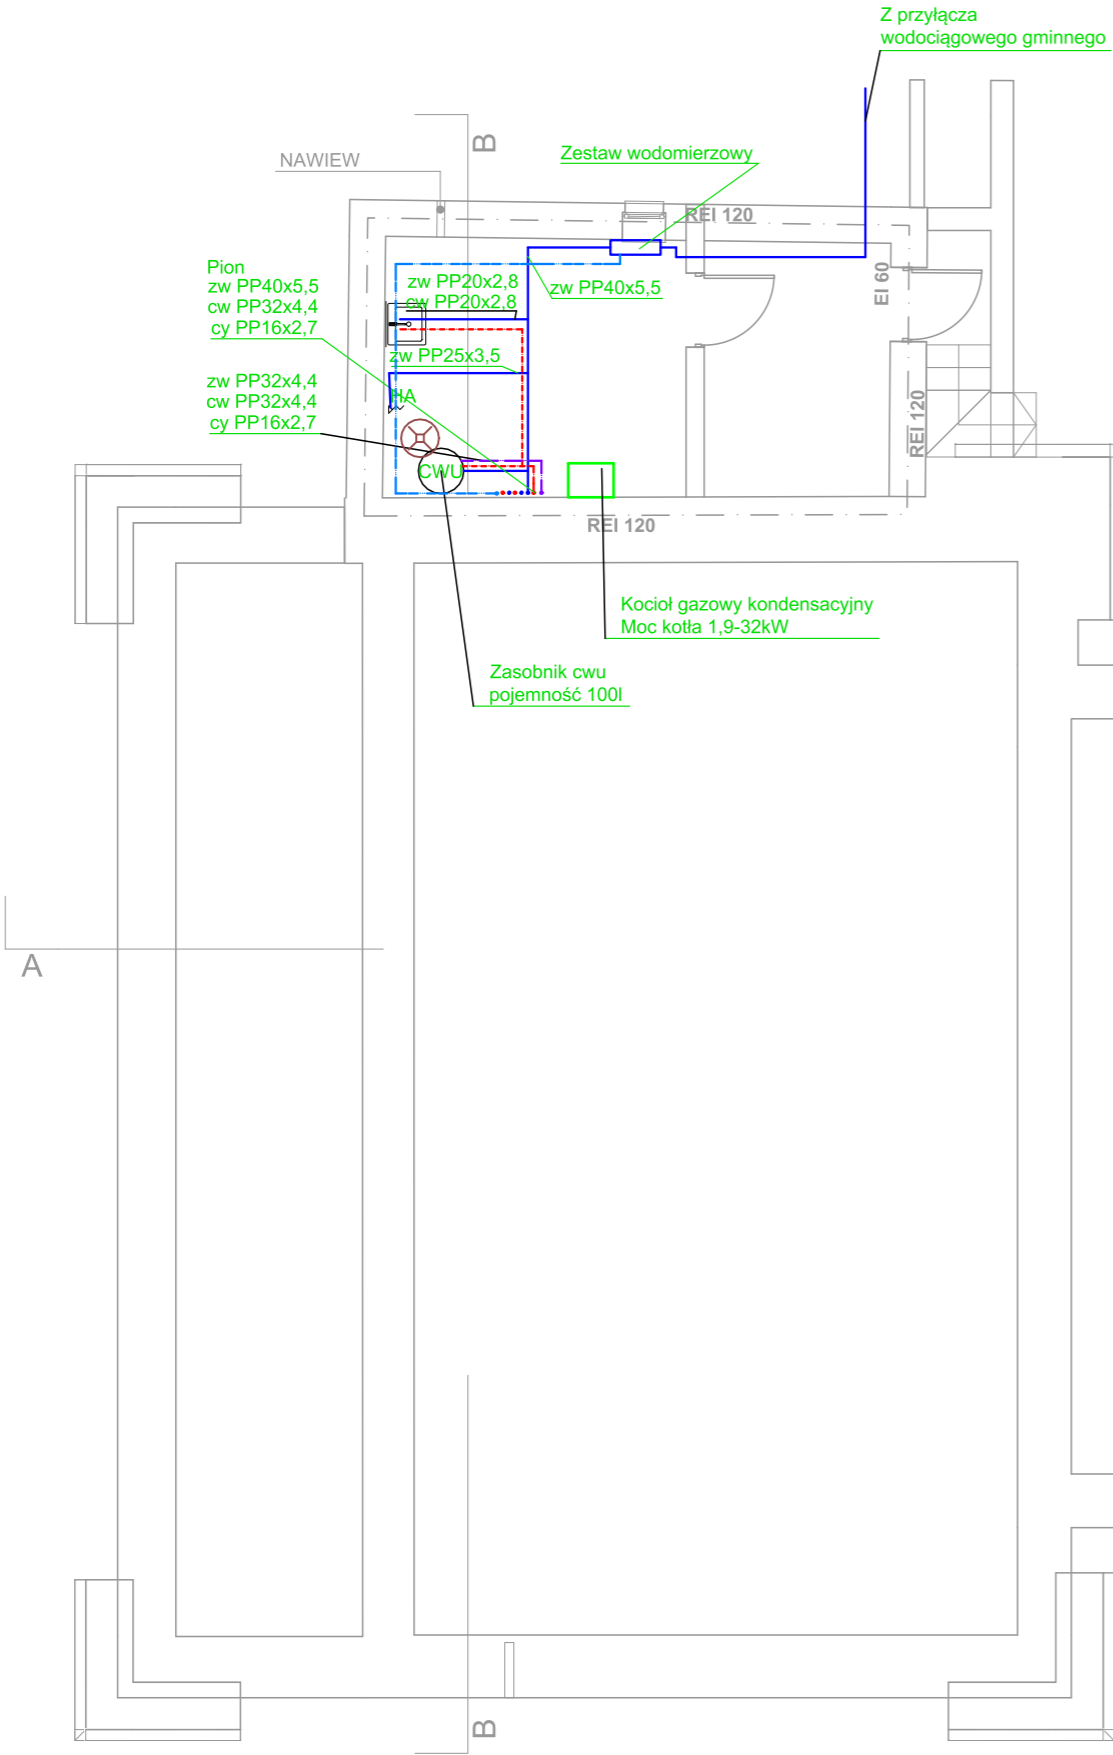 Z przyłącza
wodociągowego gminnego
B
NAWIEW
Zestaw wodomierzowy
REI 120
Pion
zw PP40x5,5
cw PP32x4,4
cy PP16x2,7
zw PP20x2,8
cw PP20x2,8
zw PP40x5,5
EI 60
zw PP25x3,5
zw PP32x4,4
cw PP32x4,4
cy PP16x2,7
REI 120
CWU
REI 120
Kocioł gazowy kondensacyjny
Moc kotła 1,9-32kW
Zasobnik cwu
pojemność 100l
A
B